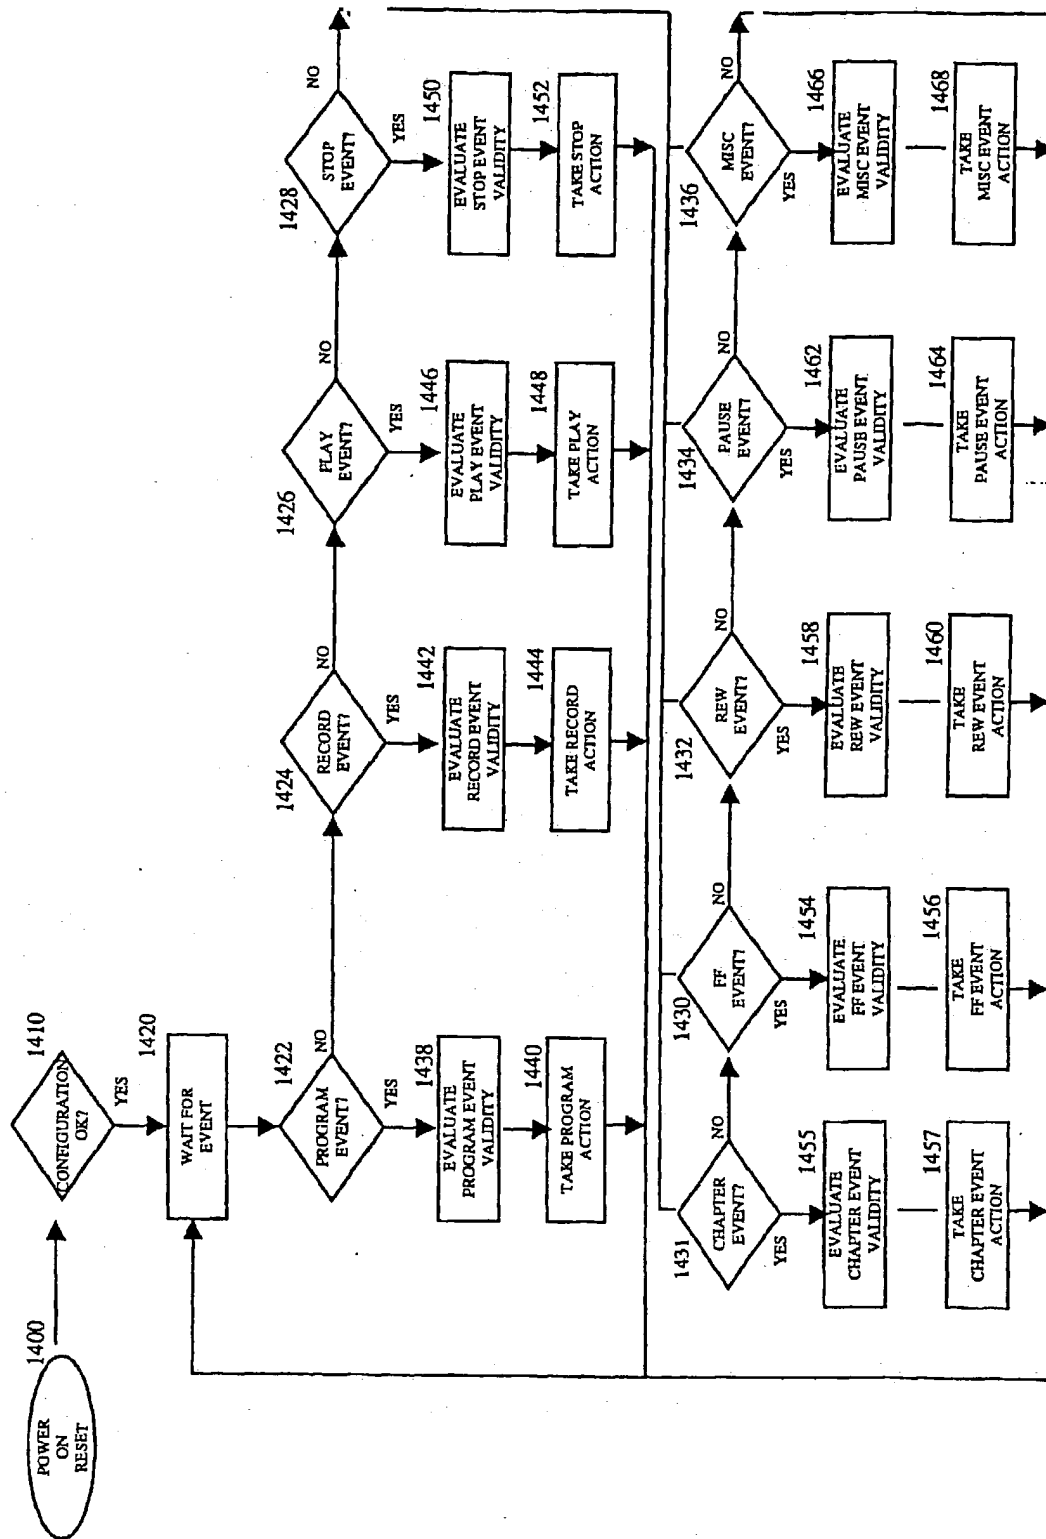 POWER
ON
RESET
1400
CONFIGURATION
OK?
1410
YES
WAIT FOR
EVENT
1420
PROGRAM
EVENT?
1422
NO
YES
EVALUATE
PROGRAM EVENT
VALIDITY
1438
TAKE PROGRAM
ACTION
1440
RECORD
EVENT?
1424
NO
YES
EVALUATE
RECORD EVENT
VALIDITY
1442
TAKE RECORD
ACTION
1444
PLAY
EVENT?
1426
NO
YES
EVALUATE
PLAY EVENT
VALIDITY
1446
TAKE PLAY
ACTION
1448
STOP
EVENT?
1428
NO
YES
EVALUATE
STOP EVENT
VALIDITY
1450
TAKE STOP
ACTION
1452
CHAPTER
EVENT?
1431
NO
YES
EVALUATE
CHAPTER EVENT
VALIDITY
1455
TAKE
CHAPTER EVENT
ACTION
1457
FF
EVENT?
1430
NO
YES
EVALUATE
FF EVENT
VALIDITY
1454
TAKE
FF EVENT
ACTION
1456
REW
EVENT?
1432
NO
YES
EVALUATE
REW EVENT
VALIDITY
1458
TAKE
REW EVENT
ACTION
1460
PAUSE
EVENT?
1434
NO
YES
EVALUATE
PAUSE EVENT
VALIDITY
1462
TAKE
PAUSE EVENT
ACTION
1464
MISC
EVENT?
1436
NO
YES
EVALUATE
MISC EVENT
VALIDITY
1466
TAKE
MISC EVENT
ACTION
1468